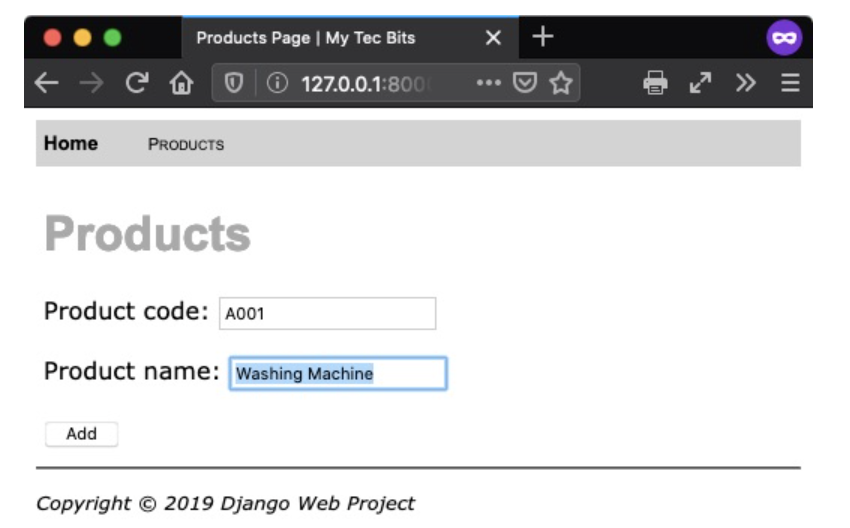 Products Page | My Tec Bits
127.0.0.1:800
Home Products
Products
Product code: A001
Product name: Washing Machine
Add
Copyright © 2019 Django Web Project